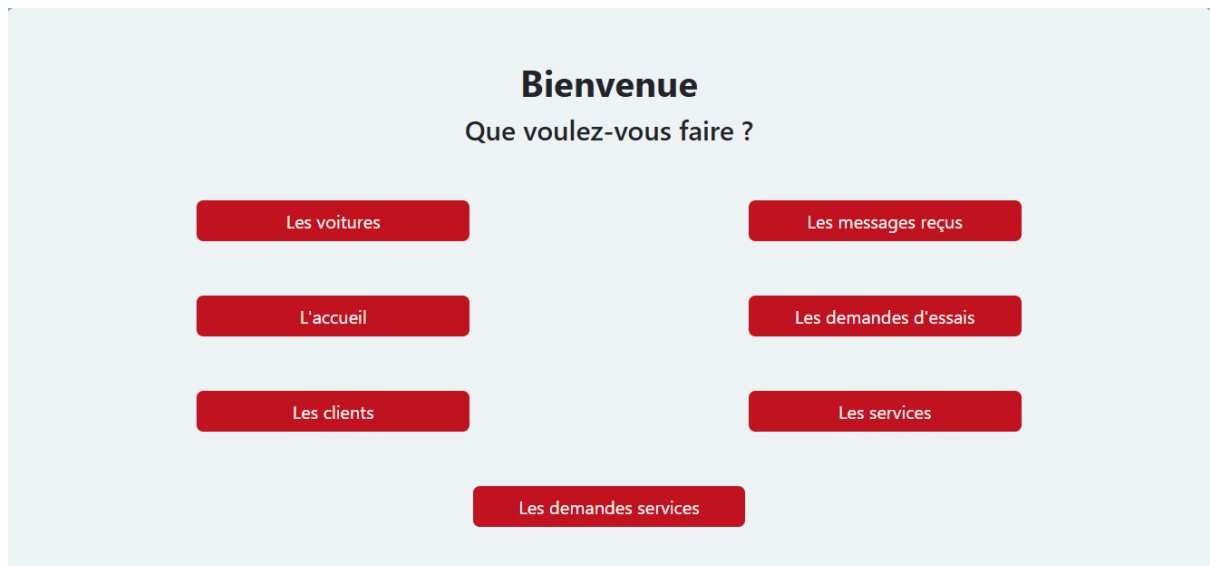 Bienvenue
Que voulez-vous faire ?
Les voitures
Les messages reçus
L'accueil
Les demandes d'essais
Les clients
Les services
Les demandes services